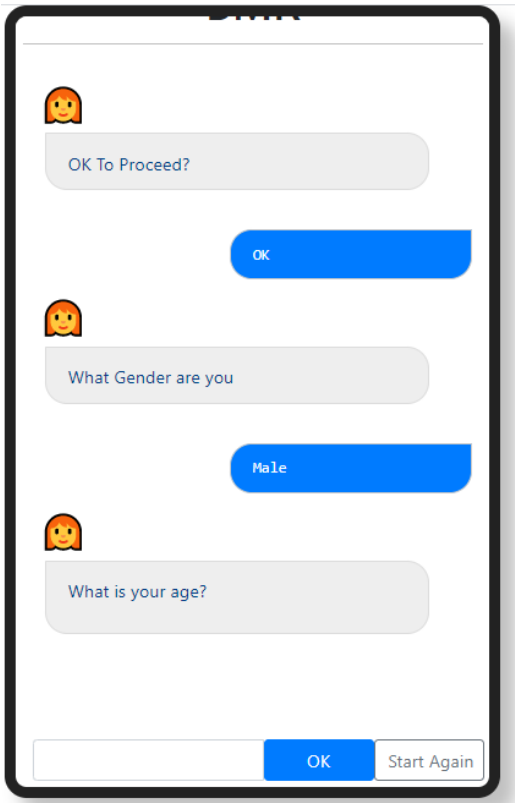 OK To Proceed?
OK
What Gender are you
Male
What is your age?
OK
Start Again